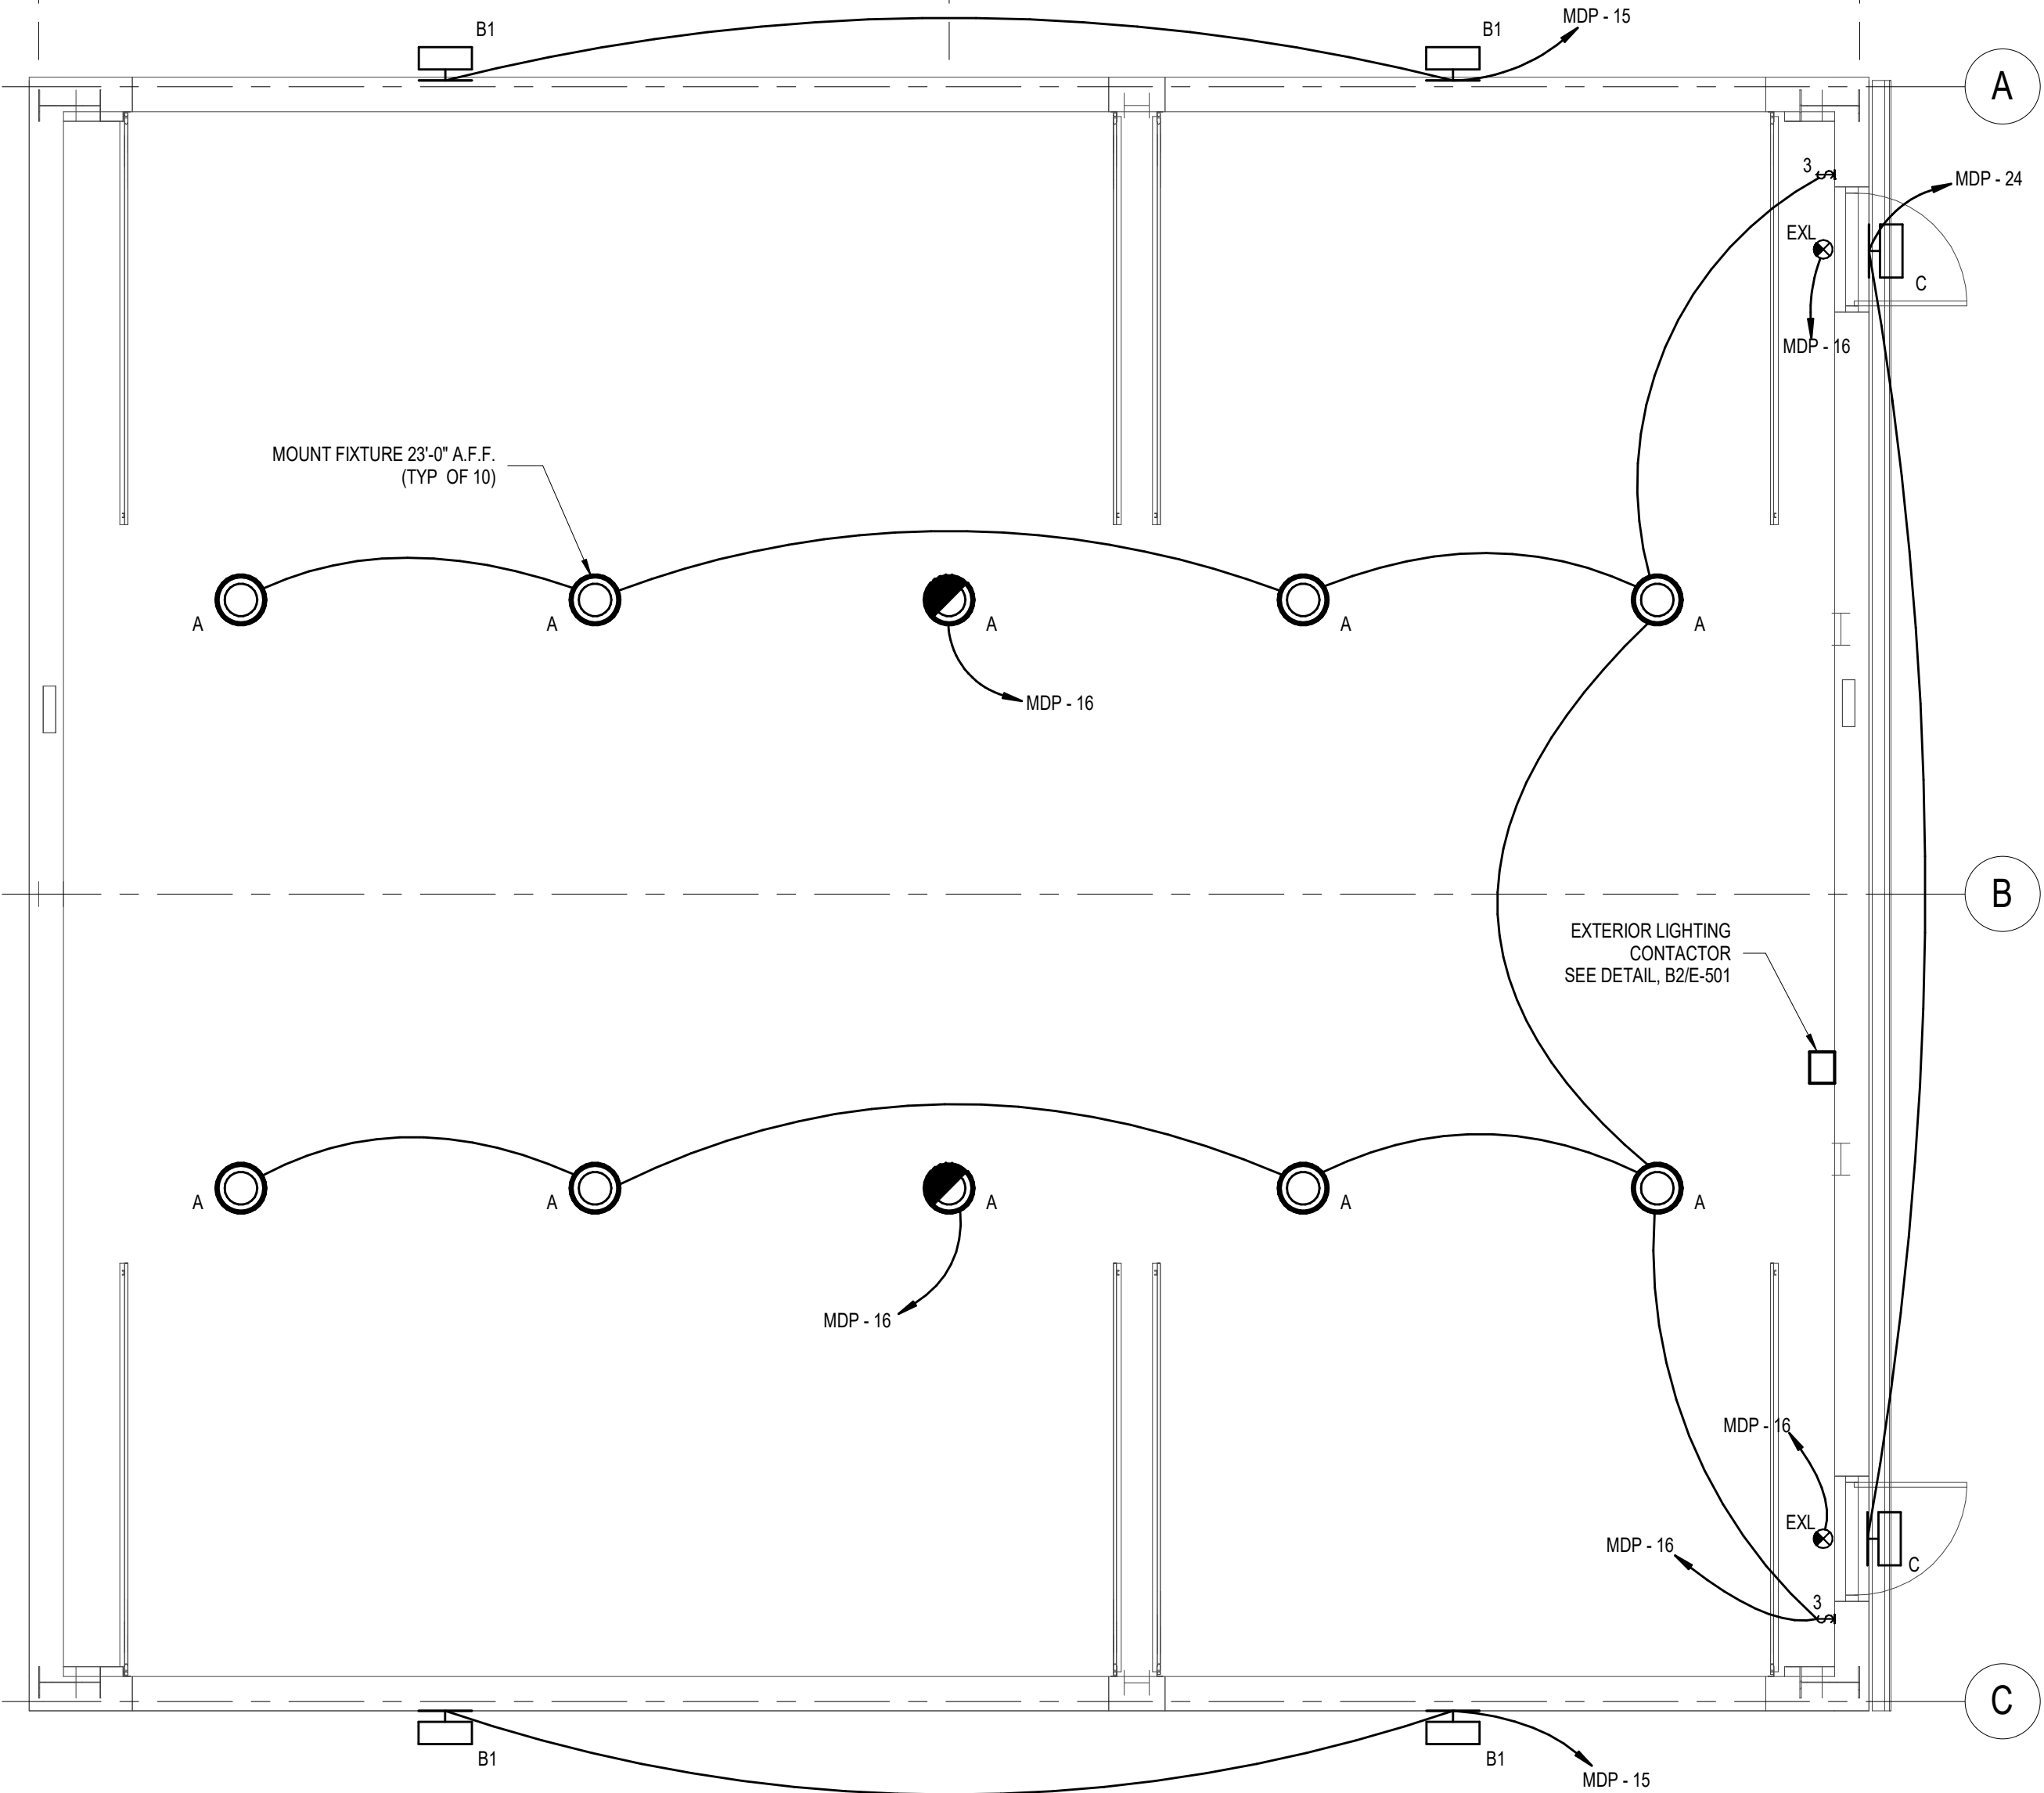 MDP - 15
B1
B1
A
3
MDP - 24
EXL
C
MDP - 16
MOUNT FIXTURE 23'-0" A.F.F.
(TYP OF 10)
A
A
A
A
A
MDP - 16
B
EXTERIOR LIGHTING
CONTACTOR
SEE DETAIL, B2/E-501
A
A
A
A
A
MDP - 16
MDP - 16
EXL
MDP - 16
C
3
C
B1
B1
MDP - 15